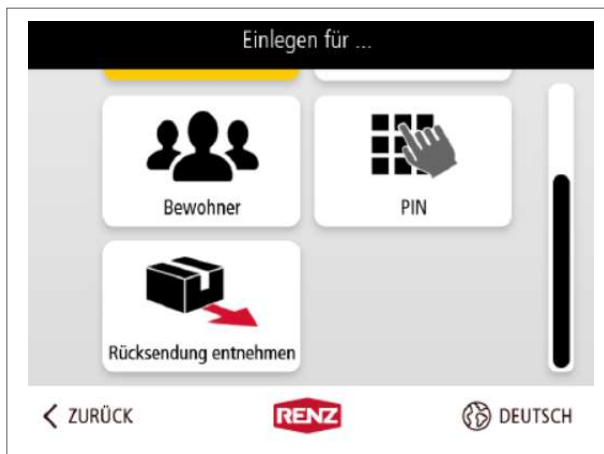 Einlegen für ...
Bewohner
PIN
Rücksendung entnehmen
ZURÜCK
RENZ
DEUTSCH